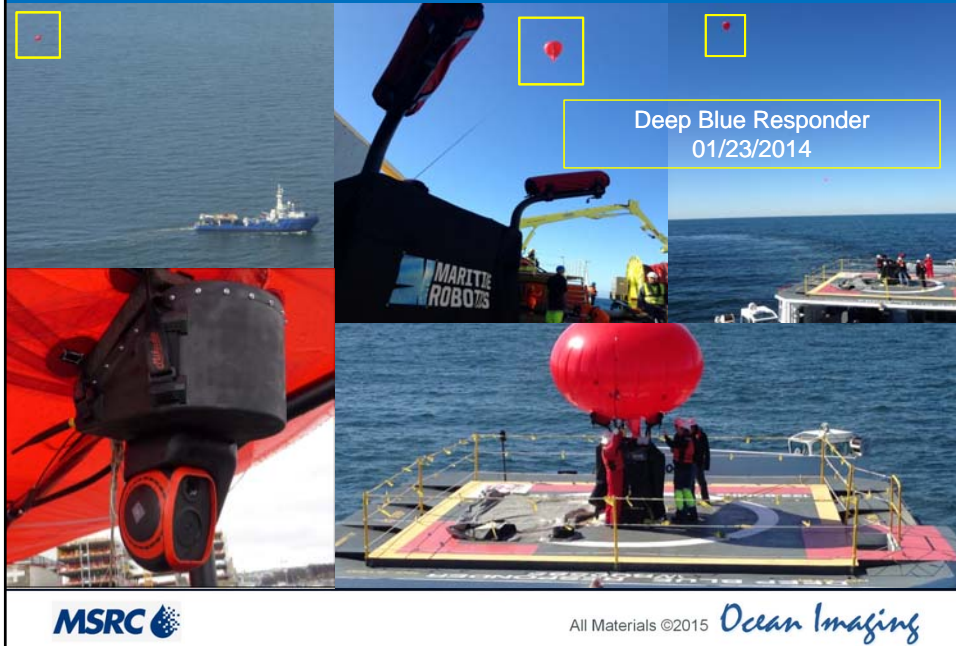 Deep Blue Responder
01/23/2014
MARITIME
ROBOTICS
MSRC
All Materials ©2015 Ocean Imaging